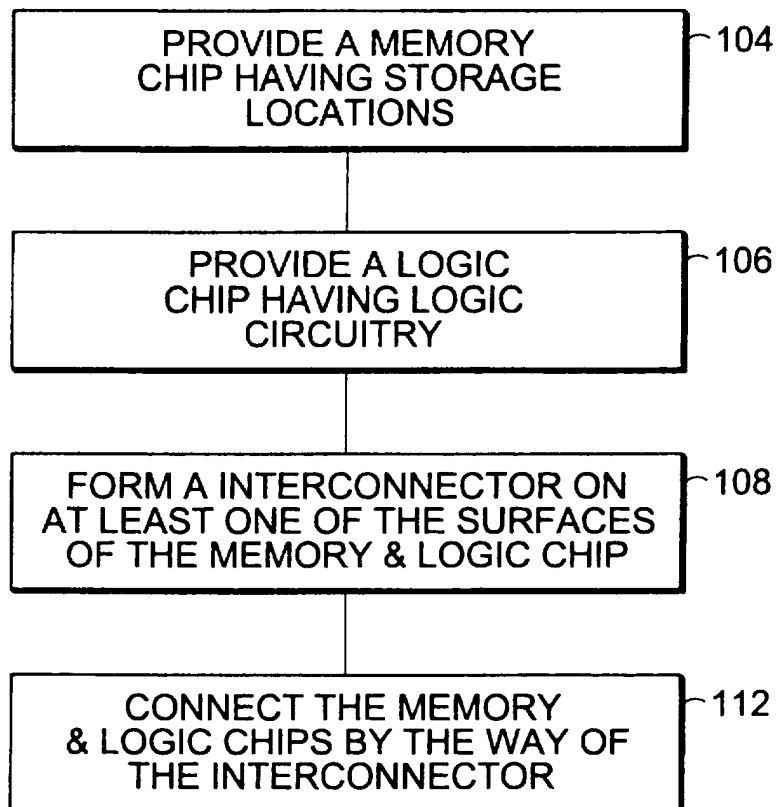 PROVIDE A MEMORY
CHIP HAVING STORAGE
LOCATIONS
104
PROVIDE A LOGIC
CHIP HAVING LOGIC
CIRCUITRY
106
FORM A INTERCONNECTOR ON
AT LEAST ONE OF THE SURFACES
OF THE MEMORY & LOGIC CHIP
108
CONNECT THE MEMORY
& LOGIC CHIPS BY THE WAY OF
THE INTERCONNECTOR
112